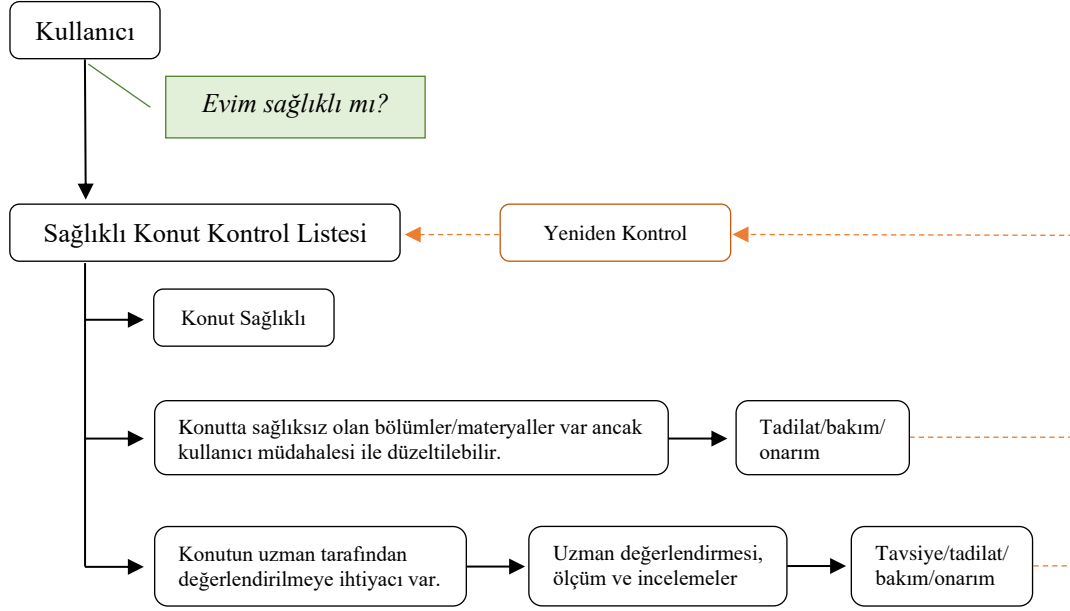 Kullanıcı
Evim sağlıklı mı?
Sağlıklı Konut Kontrol Listesi
Yeniden Kontrol
Konut Sağlıklı
Konutta sağlıksız olan bölümler/materyaller var ancak
kullanıcı müdahalesi ile düzeltilebilir.
Tadilat/bakım/
onarım
Konutun uzman tarafından
değerlendirilmeye ihtiyacı var.
Uzman değerlendirmesi,
ölçüm ve incelemeler
Tavsiye/tadilat/
bakım/onarım